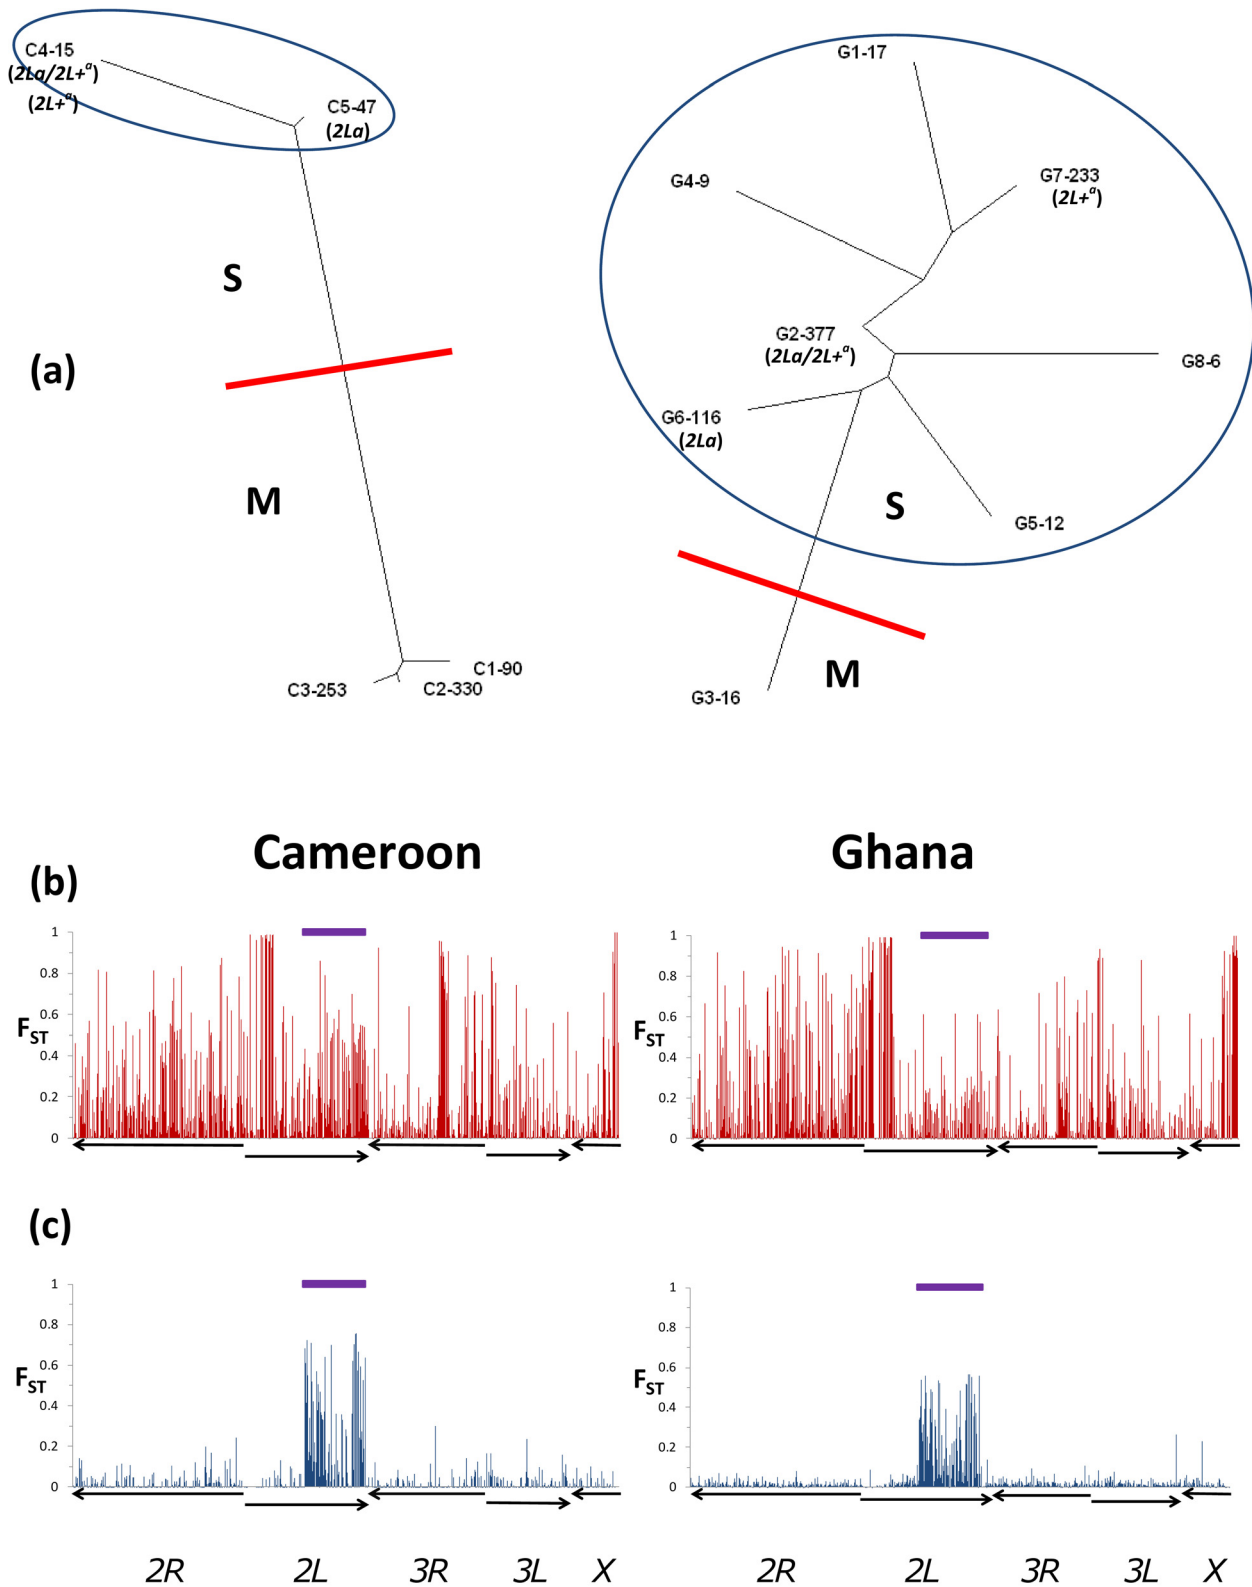 C4-15
(2La/2L+ᵃ)
(2L+ᵃ)
C5-47
(2La)
S
(a)
M
C3-253
C2-330
C1-90
G1-17
G4-9
G7-233
(2L+ᵃ)
G2-377
(2La/2L+ᵃ)
G8-6
G6-116
(2La)
S
G5-12
G3-16
M
Cameroon
Ghana
(b)
1
0.8
0.6
FST
0.4
0.2
0
1
0.8
0.6
FST
0.4
0.2
0
(c)
1
0.8
0.6
FST
0.4
0.2
0
1
0.8
0.6
FST
0.4
0.2
0
2R 2L 3R 3L X
2R 2L 3R 3L X